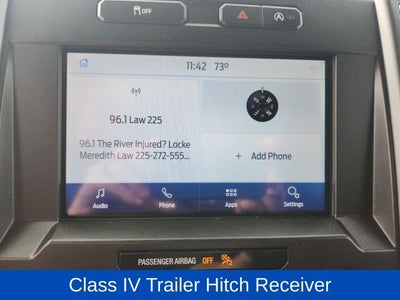 OFF
OFF
11:42 73°
96.1 Law 225
96.1 The River Injured? Locke
Meredith Law 225-272-555...
+ Add Phone
Audio Phone Apps Settings
PASSENGER AIRBAG OFF
Class IV Trailer Hitch Receiver